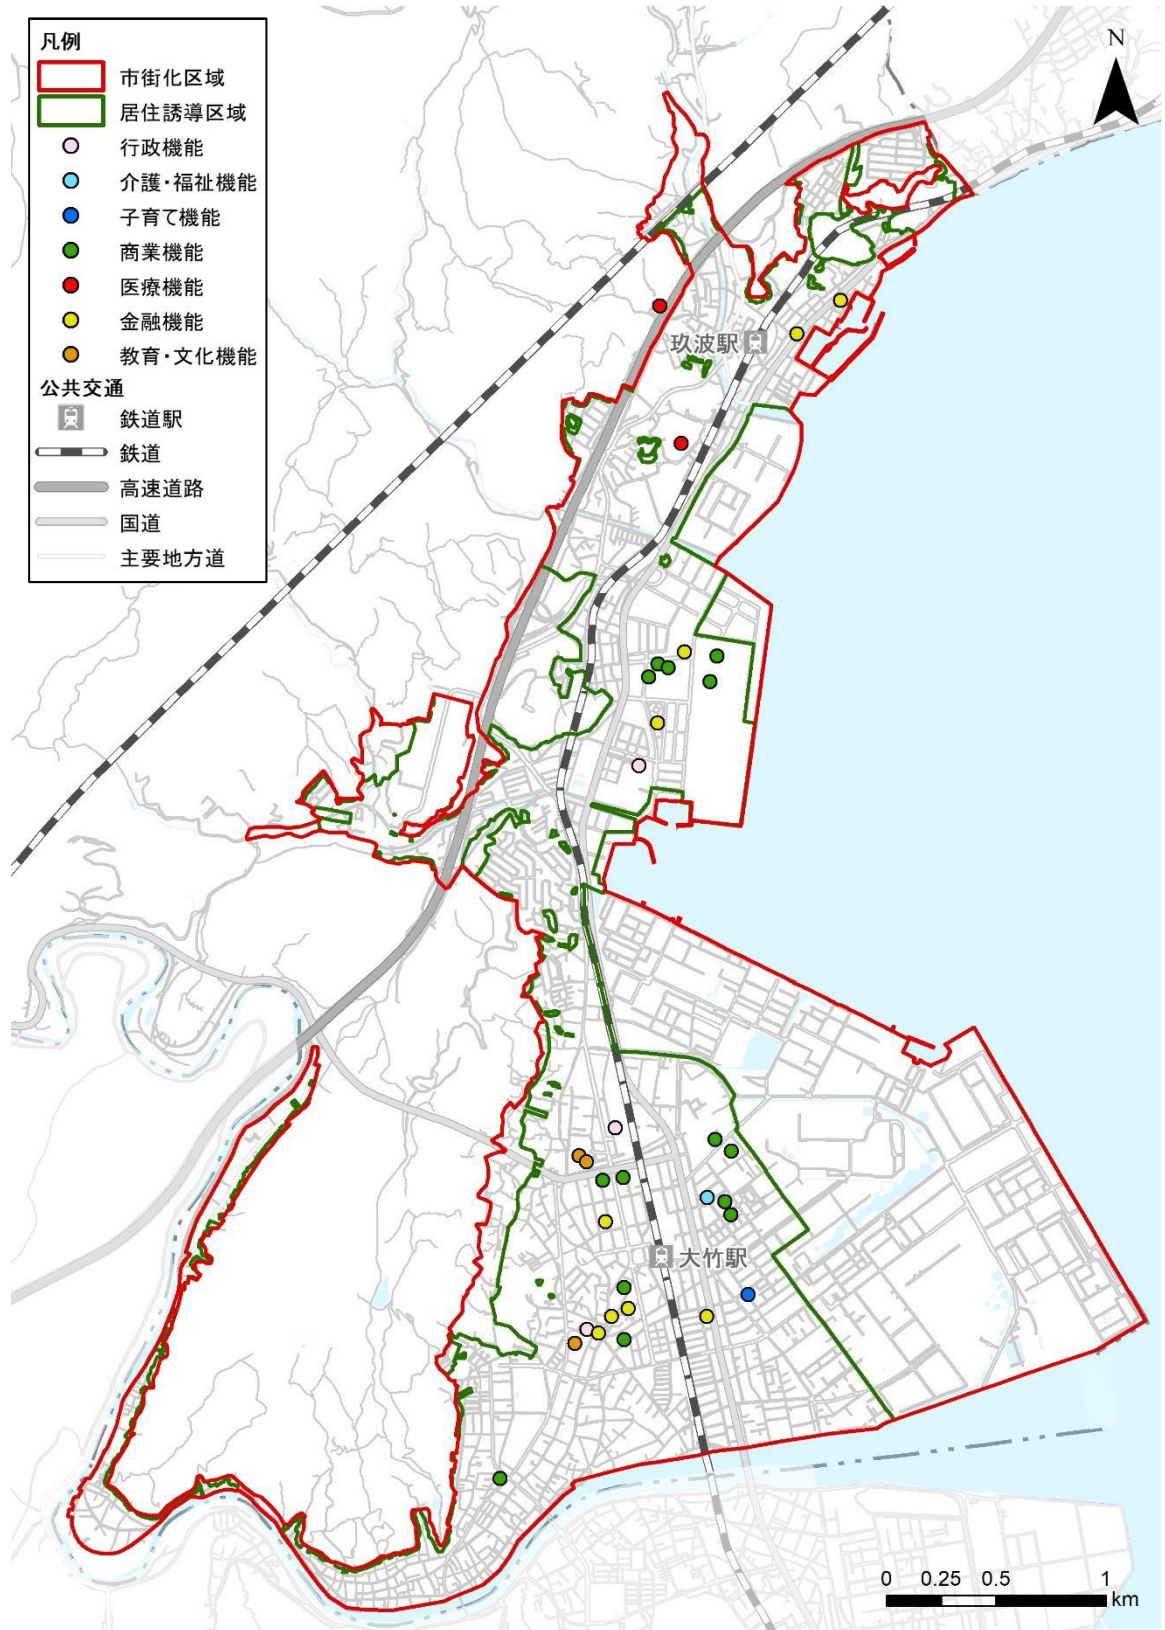 凡例
市街化区域
居住誘導区域
行政機能
介護・福祉機能
子育て機能
商業機能
医療機能
金融機能
教育・文化機能
公共交通
鉄道駅
鉄道
高速道路
国道
主要地方道
N
玖波駅
大竹駅
0 0.25 0.5 1
km